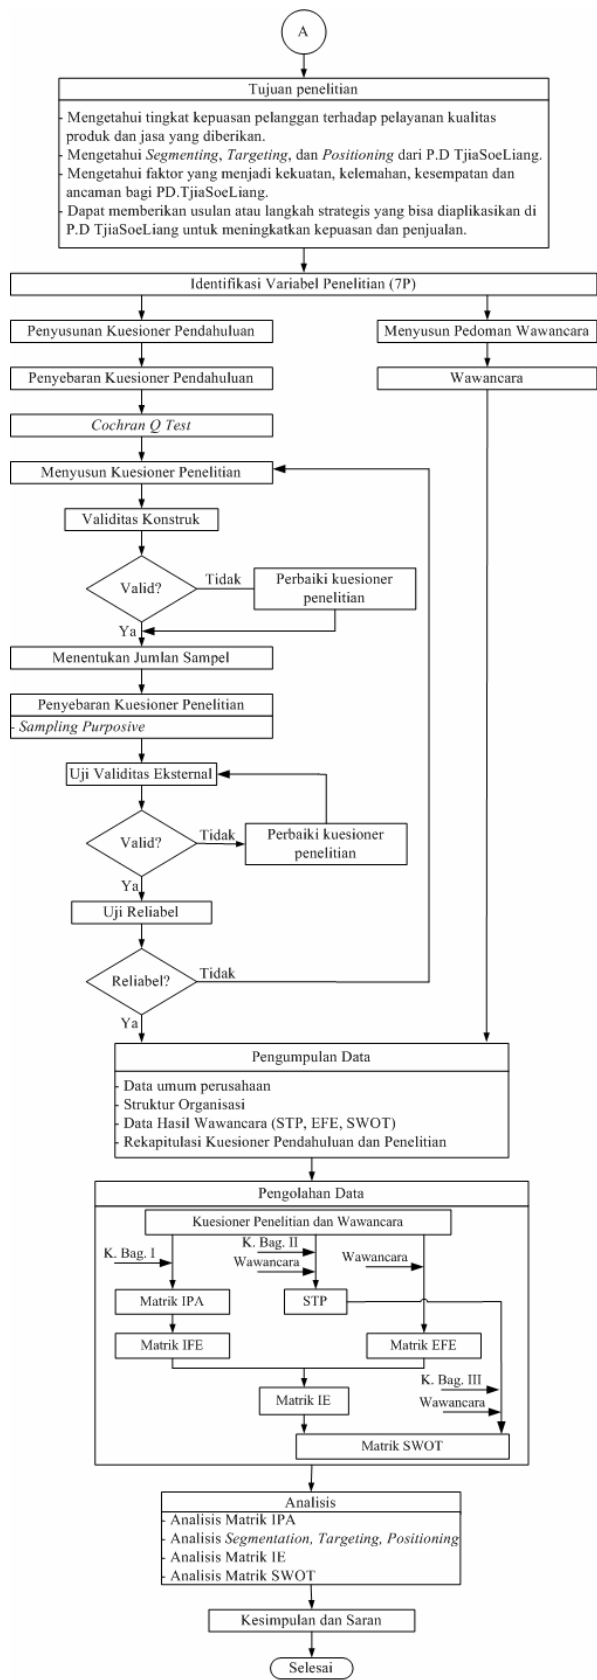 A
Tujuan penelitian
- Mengetahui tingkat kepuasan pelanggan terhadap pelayanan kualitas
produk dan jasa yang diberikan.
- Mengetahui Segmenting, Targeting, dan Positioning dari P.D TjiaSoeLiang.
- Mengetahui faktor yang menjadi kekuatan, kelemahan, kesempatan dan
ancaman bagi PD.TjiaSoeLiang.
- Dapat memberikan usulan atau langkah strategis yang bisa diaplikasikan di
P.D TjiaSoeLiang untuk meningkatkan kepuasan dan penjualan.
Identifikasi Variabel Penelitian (7P)
Penyusunan Kuesioner Pendahuluan
Menyusun Pedoman Wawancara
Penyebaran Kuesioner Pendahuluan
Wawancara
Cochran Q Test
Menyusun Kuesioner Penelitian
Validitas Konstruk
Valid?
Tidak
Perbaiki kuesioner
penelitian
Ya
Menentukan Jumlan Sampel
Penyebaran Kuesioner Penelitian
- Sampling Purposive
Uji Validitas Eksternal
Valid?
Tidak
Perbaiki kuesioner
penelitian
Ya
Uji Reliabel
Reliabel?
Tidak
Ya
Pengumpulan Data
- Data umum perusahaan
- Struktur Organisasi
- Data Hasil Wawancara (STP, EFE, SWOT)
- Rekapitulasi Kuesioner Pendahuluan dan Penelitian
Pengolahan Data
Kuesioner Penelitian dan Wawancara
K. Bag. I
K. Bag. II
Wawancara
Wawancara
Matrik IPA
STP
Matrik IFE
Matrik EFE
K. Bag. III
Wawancara
Matrik IE
Matrik SWOT
Analisis
- Analisis Matrik IPA
- Analisis Segmentation, Targeting, Positioning
- Analisis Matrik IE
- Analisis Matrik SWOT
Kesimpulan dan Saran
Selesai